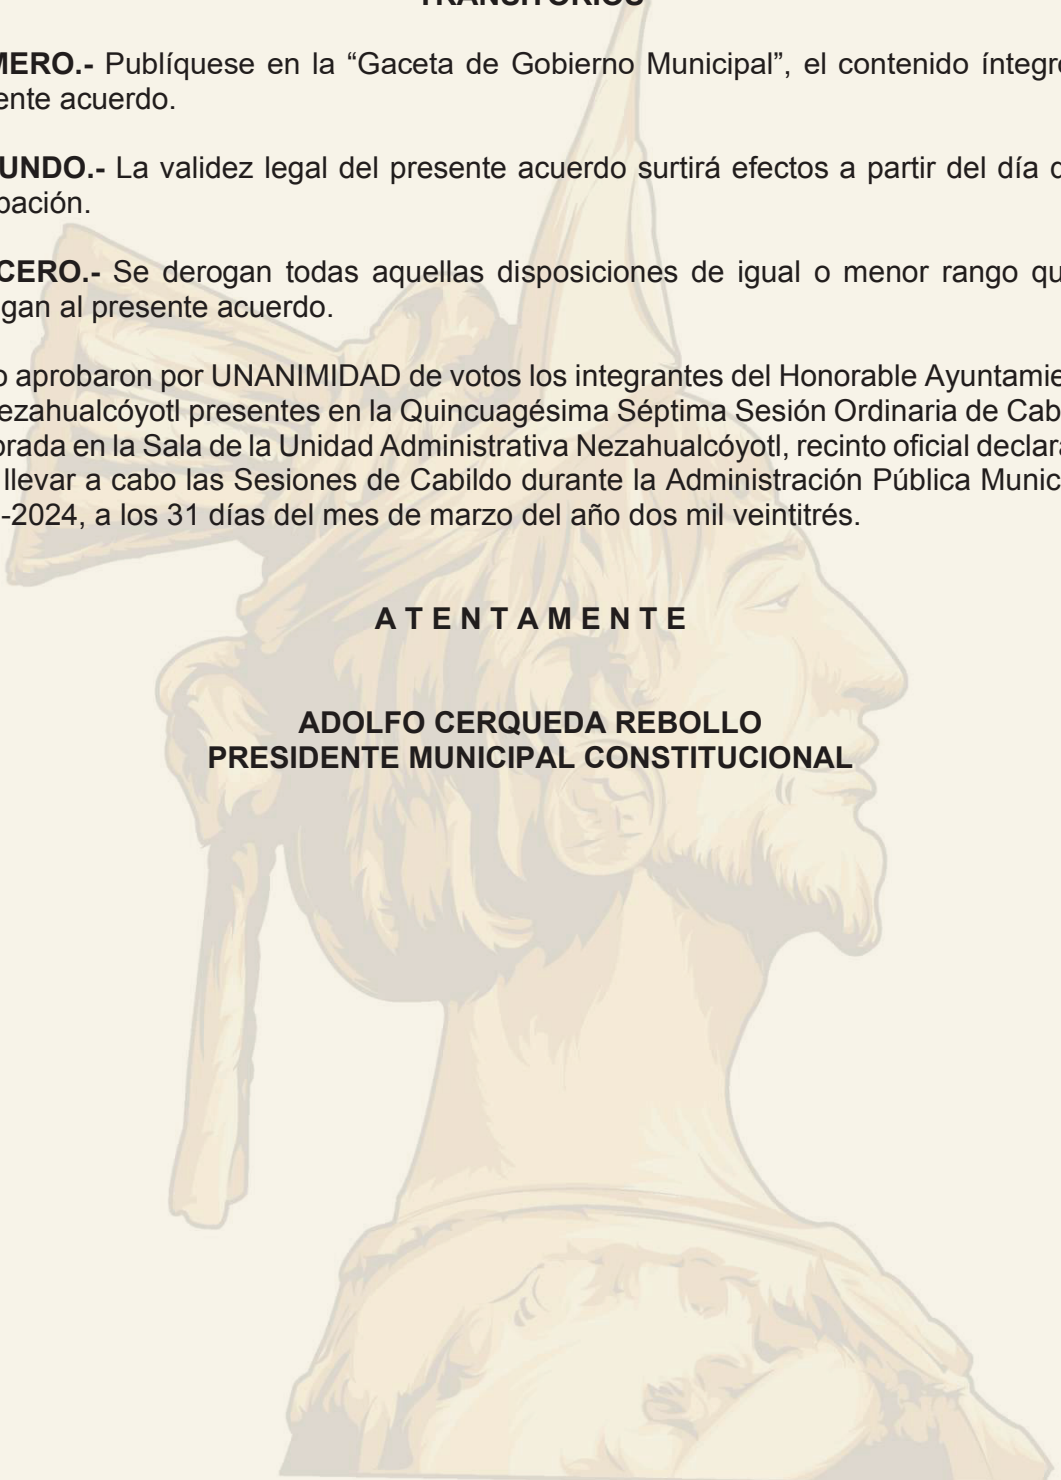 TRANSITORIOS
MERO.- Publíquese en la “Gaceta de Gobierno Municipal”, el contenido íntegro
ente acuerdo.
UNDO.- La validez legal del presente acuerdo surtirá efectos a partir del día d
bación.
CERO.- Se derogan todas aquellas disposiciones de igual o menor rango qu
gan al presente acuerdo.
o aprobaron por UNANIMIDAD de votos los integrantes del Honorable Ayuntamie
ezahualcóyotl presentes en la Quincuagésima Séptima Sesión Ordinaria de Cab
brada en la Sala de la Unidad Administrativa Nezahualcóyotl, recinto oficial declara
llevar a cabo las Sesiones de Cabildo durante la Administración Pública Munic
-2024, a los 31 días del mes de marzo del año dos mil veintitrés.
A T E N T A M E N T E
ADOLFO CERQUEDA REBOLLO
PRESIDENTE MUNICIPAL CONSTITUCIONAL